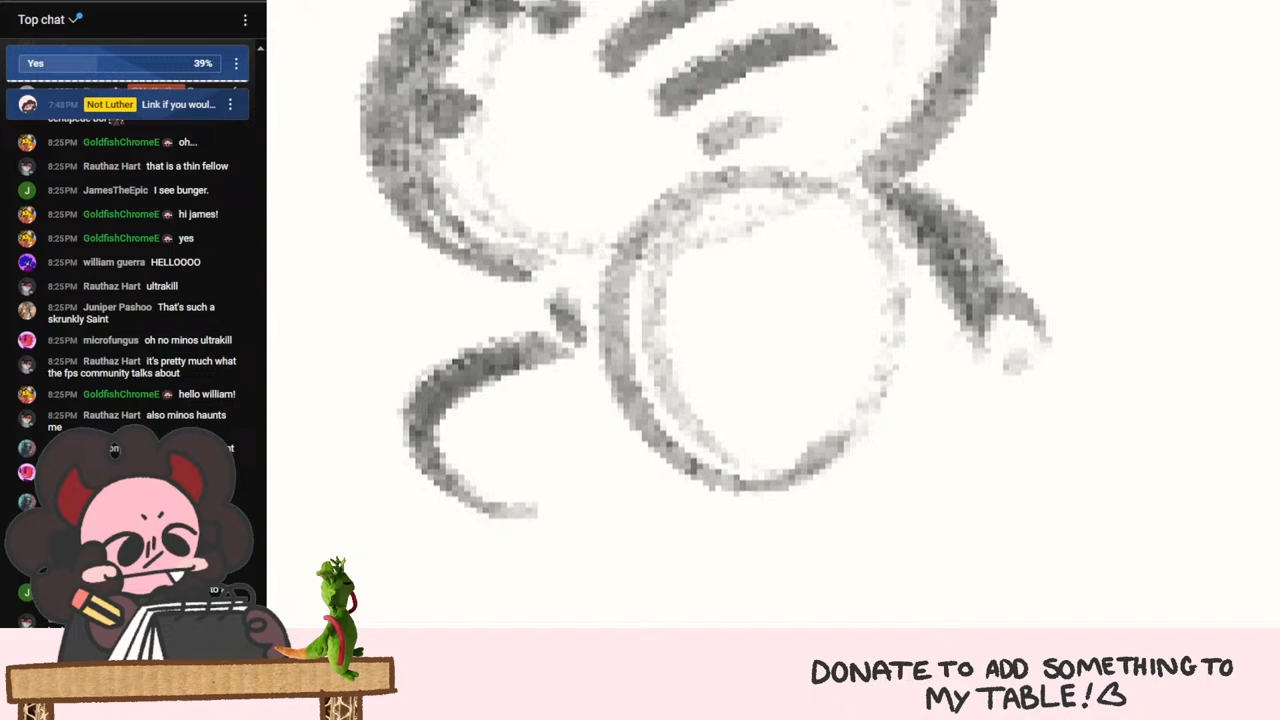 Top chat
Yes 39%
7:48PM Not Luther Link if you woul...
8:25PM GoldfishChromeE oh...
8:25PM Rauthaz Hart that is a thin fellow
8:25PM JamesTheEpic I see bunger.
8:25PM GoldfishChromeE hi james!
8:25PM GoldfishChromeE yes
8:25PM william guerra HELLOOOO
8:25PM Rauthaz Hart ultrakill
8:25PM Juniper Pashoo That's such a
skrunkly Saint
8:25PM microfungus oh no minos ultrakill
8:25PM Rauthaz Hart it's pretty much what
the fps community talks about
8:25PM GoldfishChromeE hello william!
8:25PM Rauthaz Hart also minos haunts
me
DONATE TO ADD SOMETHING TO
MY TABLE!